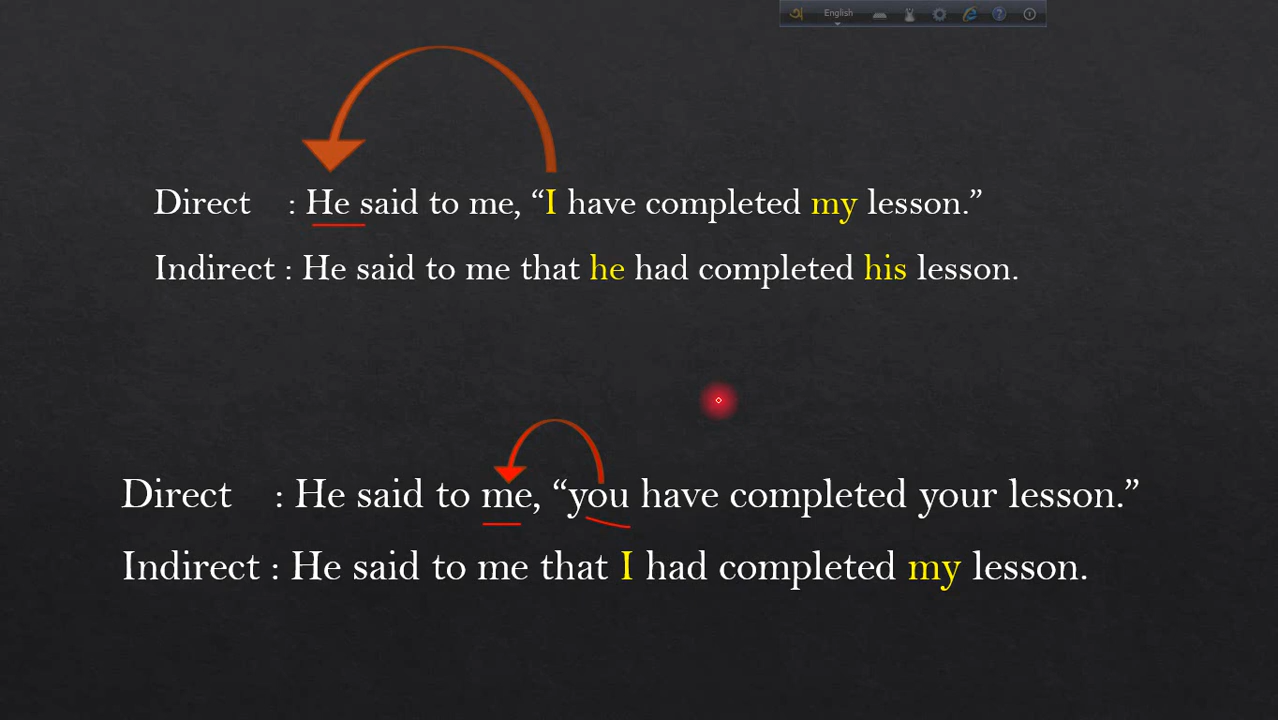 অ English
Direct : He said to me, “I have completed my lesson.”
Indirect : He said to me that he had completed his lesson.
Direct : He said to me, “you have completed your lesson.”
Indirect : He said to me that I had completed my lesson.